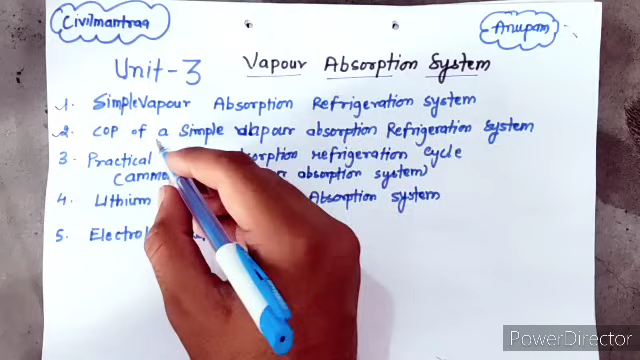 Civilmantraa
Anupam
Unit-3 Vapour Absorption System
1. Simple Vapour Absorption Refrigeration system
2. COP of a Simple Vapour absorption Refrigeration System
3. Practical absorption refrigeration cycle
absorption system)
4. Lithium Absorption system
5.
PowerDirector